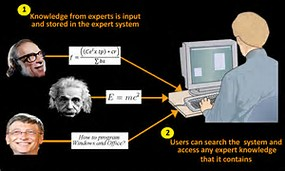 1
Knowledge from experts is input
and stored in the expert system
E = mc²
How to program
Windows and Office?
2
Users can search the system and
access any expert knowledge
that it contains